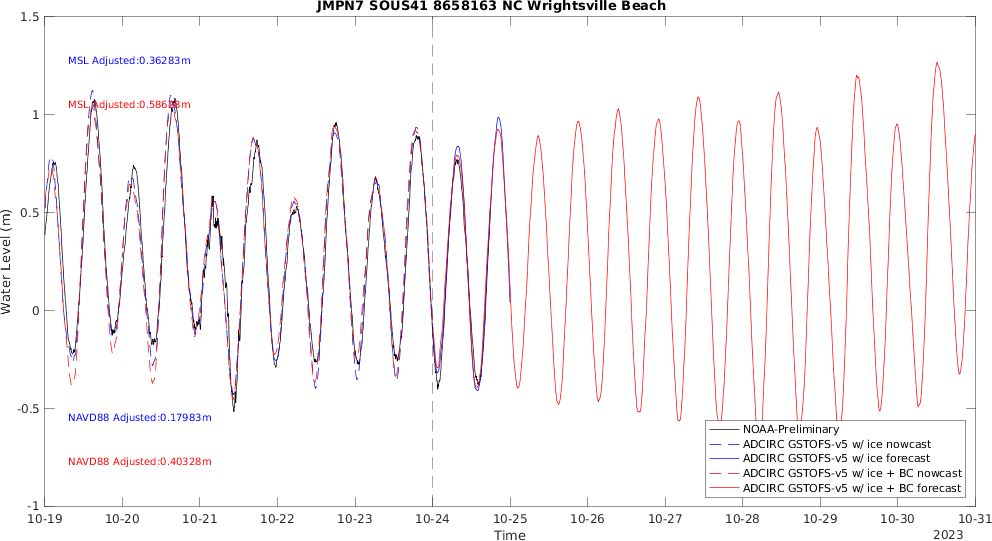 JMPN7 SOUS41 8658163 NC Wrightsville Beach
1.5
1
0.5
0
-0.5
-1
Water Level (m)
MSL Adjusted:0.36283m
MSL Adjusted:
NAVD88 Adjusted:0.17983m
NAVD88 Adjusted:0.40328m
NOAA-Preliminary
ADCIRC GSTOFS-v5 w/ ice nowcast
ADCIRC GSTOFS-v5 w/ ice forecast
ADCIRC GSTOFS-v5 w/ ice + BC nowcast
ADCIRC GSTOFS-v5 w/ ice + BC forecast
10-19 10-20 10-21 10-22 10-23 10-24 10-25 10-26 10-27 10-28 10-29 10-30 10-31
Time
2023